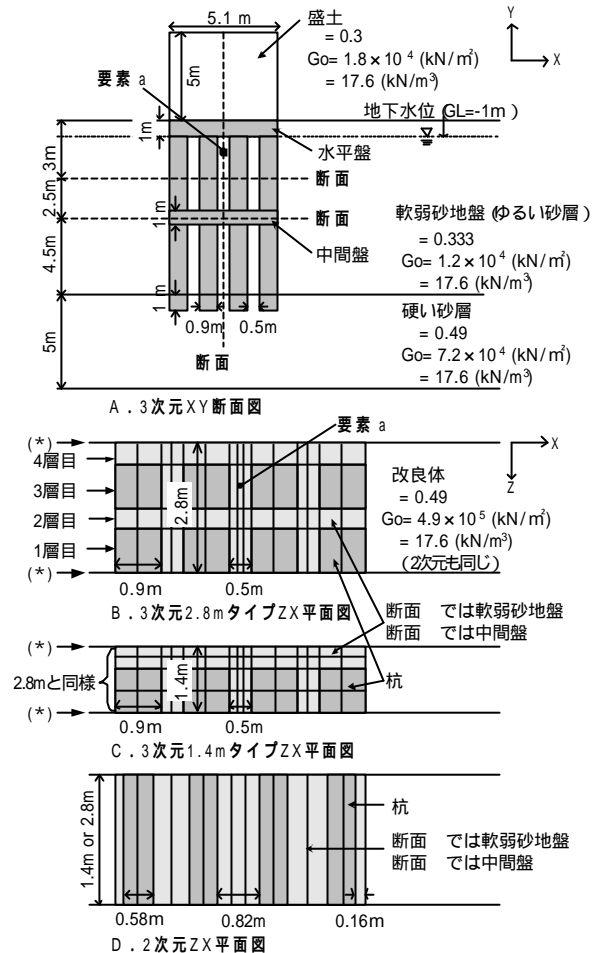 5.1 m
盛土
= 0.3
Go= 1.8×10⁴ (kN/㎡)
= 17.6 (kN/m³)
Y
X
要素 a
5m
地下水位 (GL=-1m)
1m
水平盤
3m
断面
2.5m
断面
1 m
中間盤
軟弱砂地盤 (ゆるい砂層)
= 0.333
Go= 1.2×10⁴ (kN/㎡)
= 17.6 (kN/m³)
4.5m
1 m
0.9m
0.5m
硬い砂層
= 0.49
Go= 7.2×10⁴ (kN/㎡)
= 17.6 (kN/m³)
5m
断面
A．3次元XY断面図
要素 a
(*)
4層目
3層目
2層目
1層目
(*)
2.8m
X
Z
改良体
= 0.49
Go= 4.9×10⁵ (kN/㎡)
= 17.6 (kN/m³)
(2次元も同じ)
0.9m
0.5m
B．3次元2.8mタイプZX平面図
断面　では軟弱砂地盤
断面　では中間盤
(*)
2.8mと同様
1.4m
杭
(*)
0.9m
0.5m
C．3次元1.4mタイプZX平面図
1.4m or 2.8m
杭
断面　では軟弱砂地盤
断面　では中間盤
0.58m
0.82m
0.16m
D．2次元ZX平面図